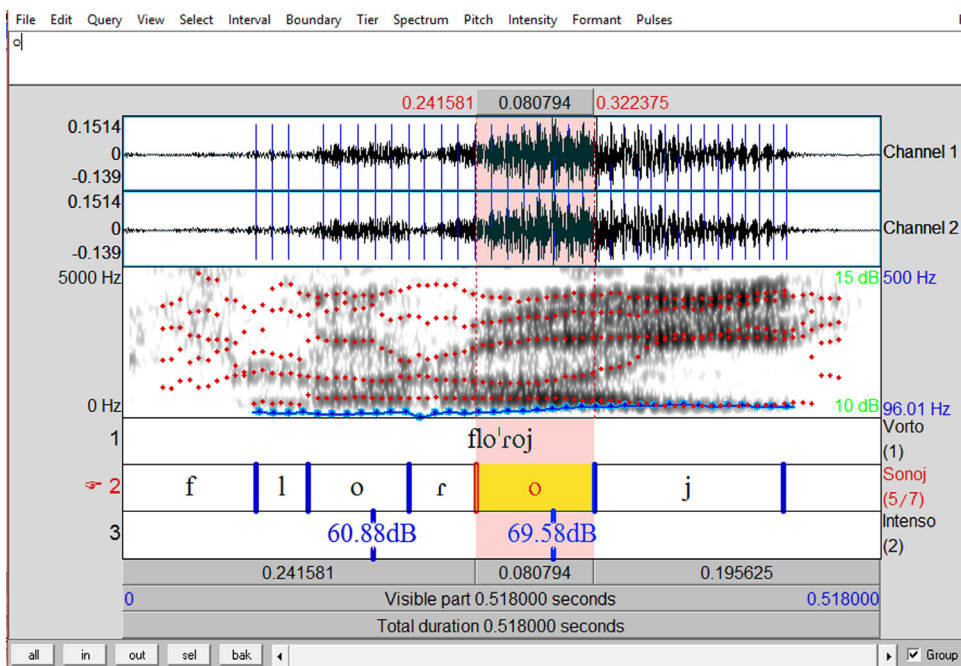 File Edit Query View Select Interval Boundary Tier Spectrum Pitch Intensity Formant Pulses
o
0.241581 0.080794 0.322375
0.1514
0
-0.139
Channel 1
0.1514
0
-0.139
Channel 2
5000 Hz 15 dB 500 Hz
0 Hz 10 dB 96.01 Hz
1 floˈroj Vorto (1)
☞ 2 f l o ɾ o j Sonoj (5/7)
3 60.88dB 69.58dB Intenso (2)
0.241581 0.080794 0.195625
0 Visible part 0.518000 seconds 0.518000
Total duration 0.518000 seconds
all in out sel bak Group